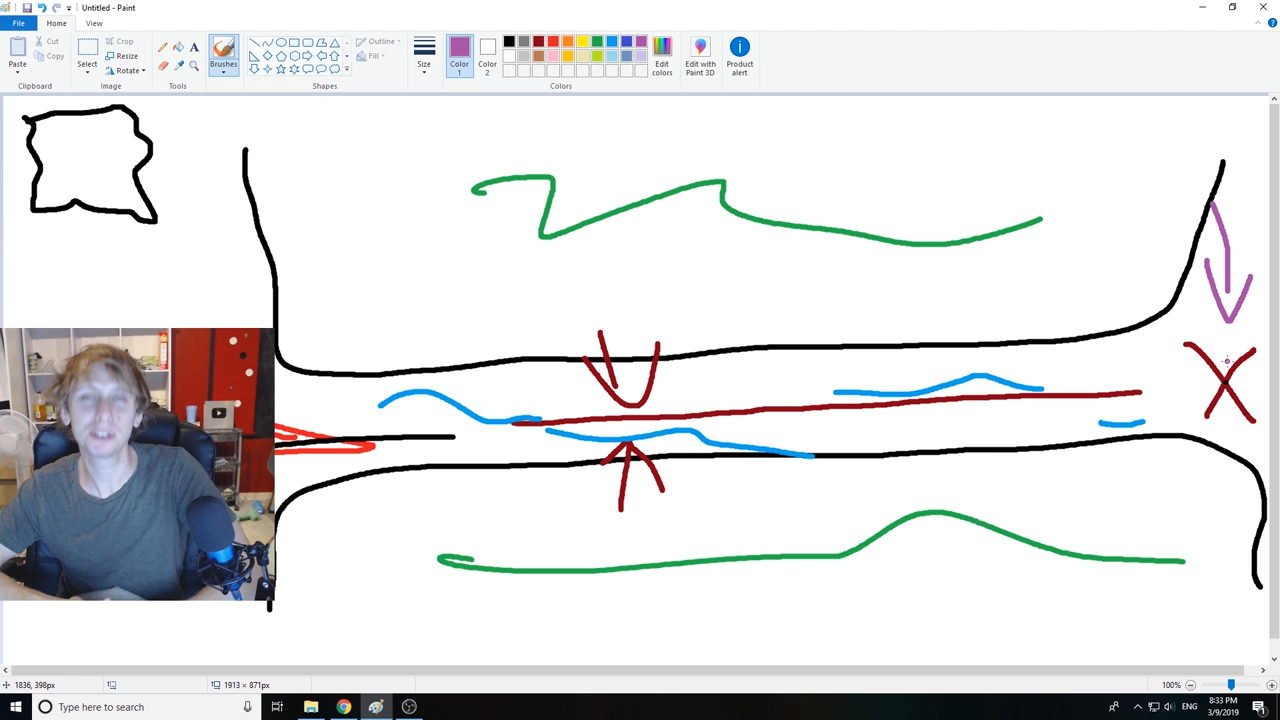 Untitled - Paint
File Home View
Paste
Cut
Copy
Clipboard
Select
Crop
Resize
Rotate
Image
A
Tools
Brushes
Outline
Fill
Shapes
Size
Color 1
Color 2
Edit colors
Colors
Edit with Paint 3D
Product alert
1836, 398px
1913 × 871px
100%
Type here to search
ENG
8:33 PM
3/9/2019
1